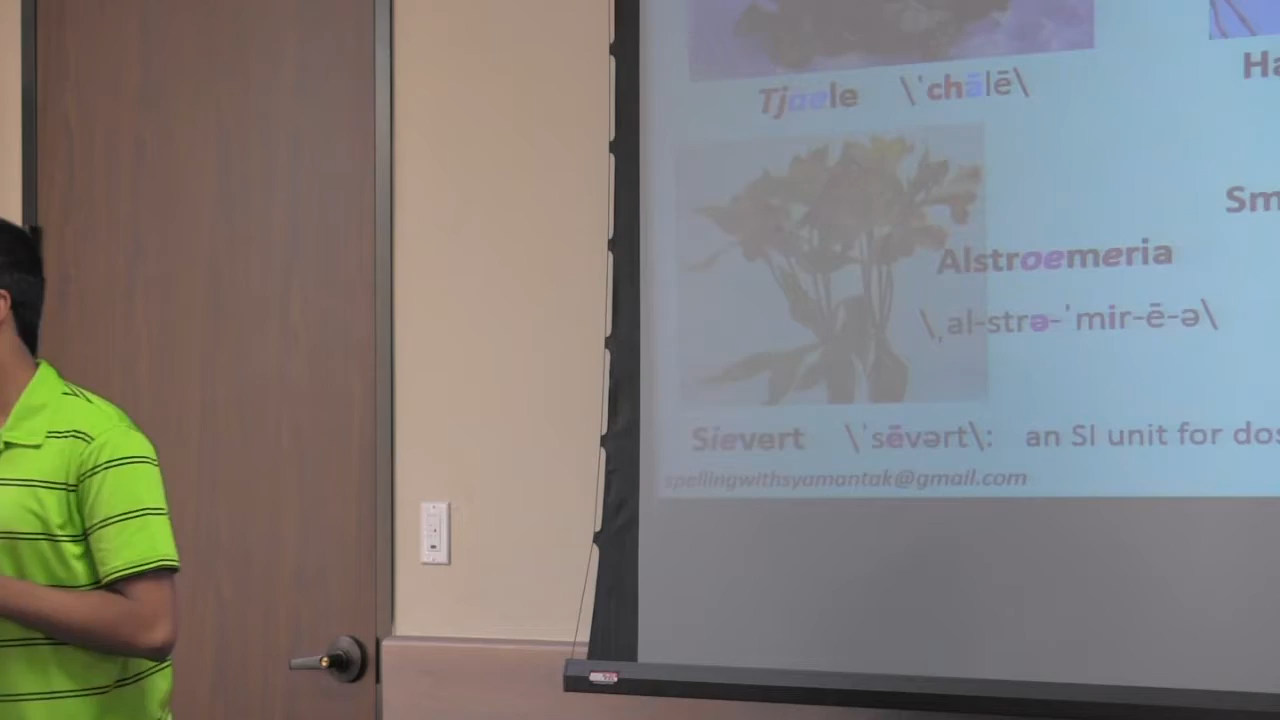 Tjaele \ˈchālē\ Ha
Sm
Alstroemeria
\ˌal-strə-ˈmir-ē-ə\
Sievert \ˈsēvərt\: an SI unit for dos
spellingwithsyamantak@gmail.com